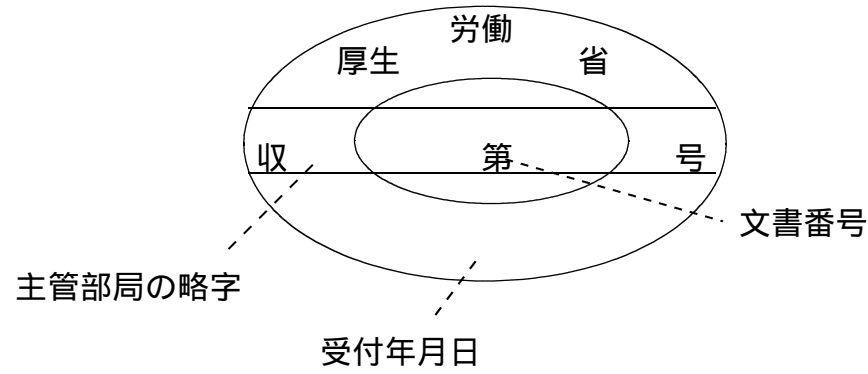 厚生労働省
収 第 号
文書番号
主管部局の略字
受付年月日